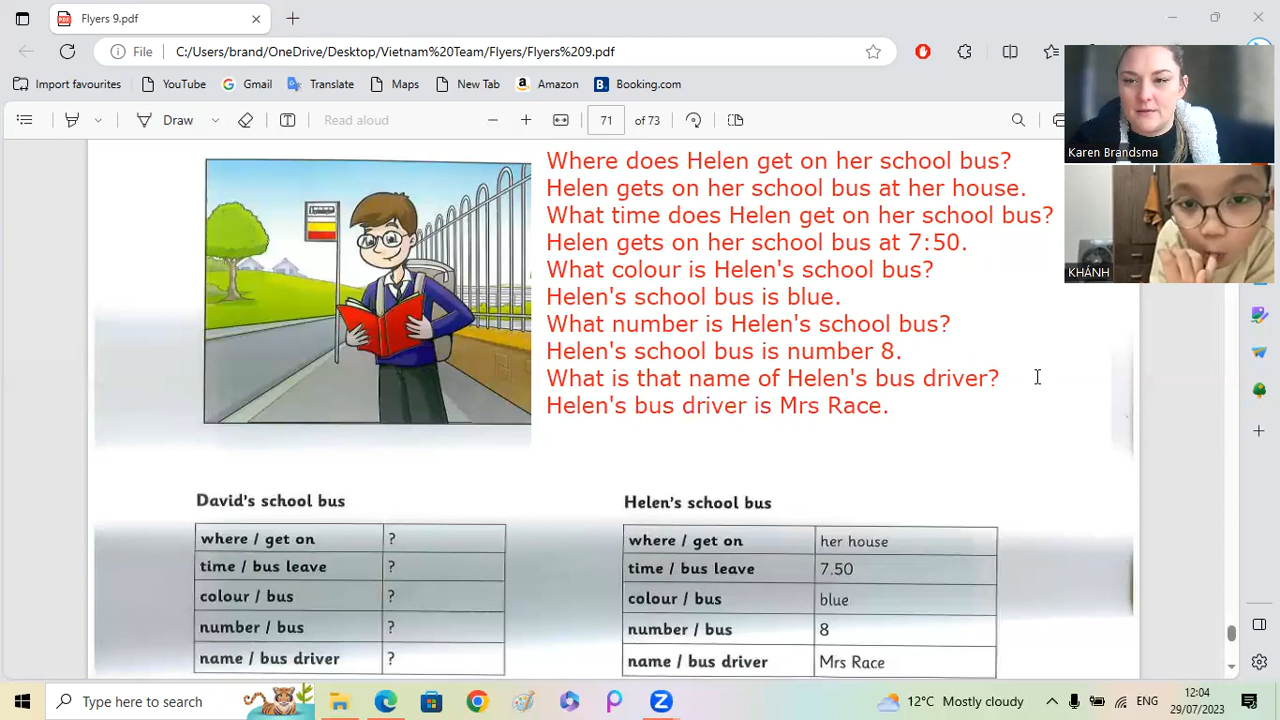 Flyers 9.pdf
File C:/Users/brand/OneDrive/Desktop/Vietnam%20Team/Flyers/Flyers%209.pdf
Import favourites YouTube Gmail Translate Maps New Tab Amazon Booking.com
Draw Read aloud 71 of 73
Karen Brandsma
KHÁNH
Where does Helen get on her school bus?
Helen gets on her school bus at her house.
What time does Helen get on her school bus?
Helen gets on her school bus at 7:50.
What colour is Helen's school bus?
Helen's school bus is blue.
What number is Helen's school bus?
Helen's school bus is number 8.
What is that name of Helen's bus driver?
Helen's bus driver is Mrs Race.
David's school bus
where / get on ?
time / bus leave ?
colour / bus ?
number / bus ?
name / bus driver ?
Helen's school bus
where / get on her house
time / bus leave 7.50
colour / bus blue
number / bus 8
name / bus driver Mrs Race
Type here to search
12°C Mostly cloudy ENG
12:04
29/07/2023